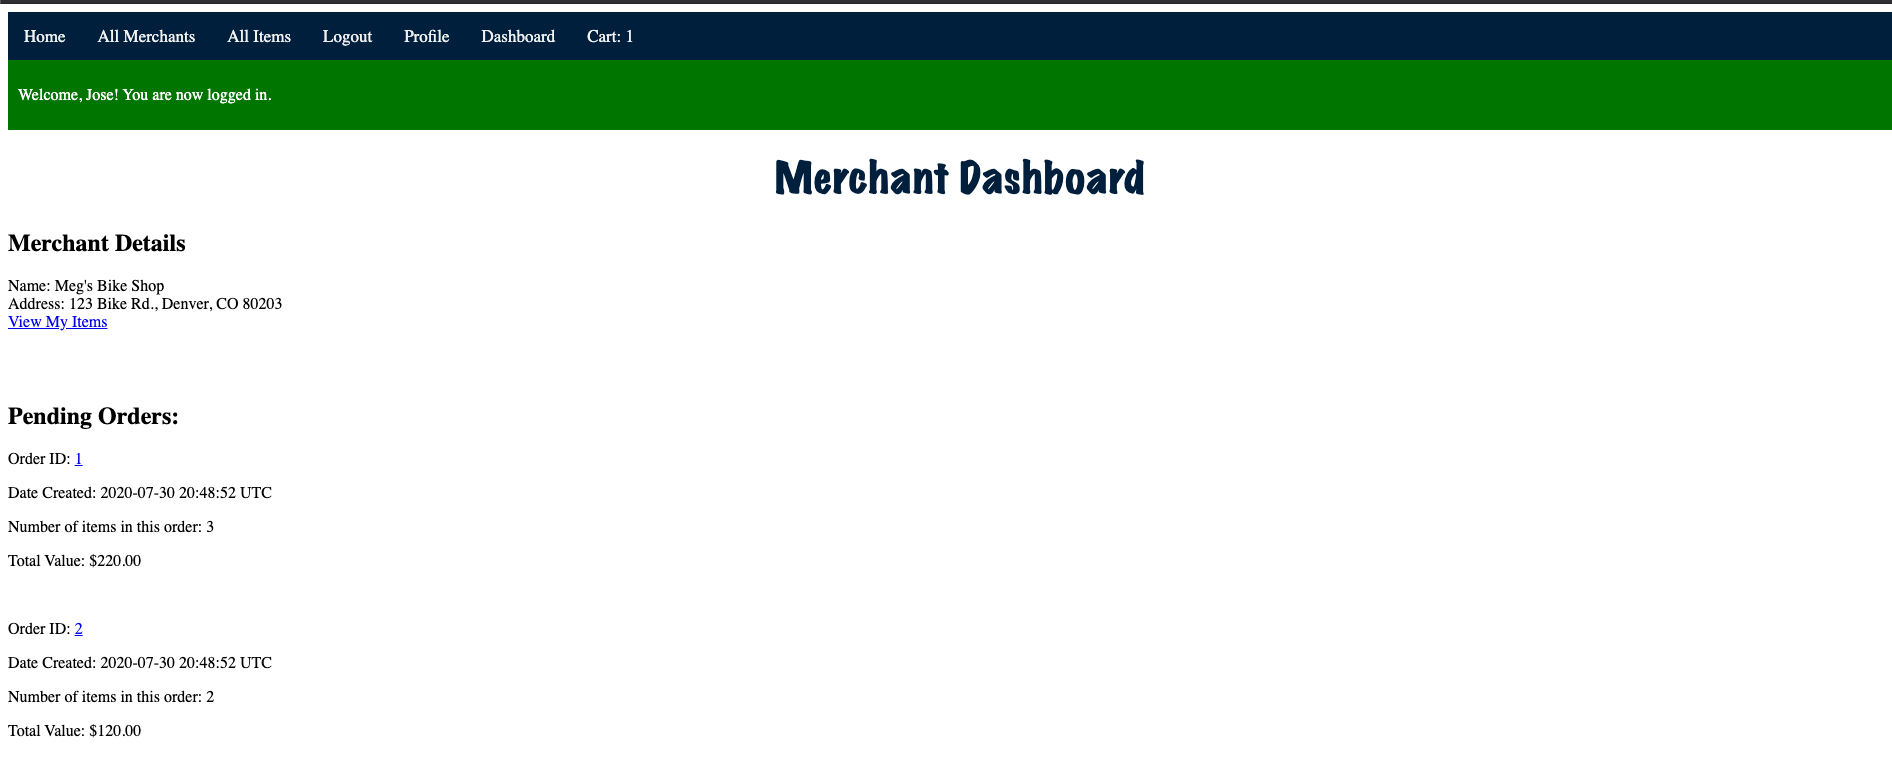 Home All Merchants All Items Logout Profile Dashboard Cart: 1
Welcome, Jose! You are now logged in.
Merchant Dashboard
Merchant Details
Name: Meg's Bike Shop
Address: 123 Bike Rd., Denver, CO 80203
View My Items
Pending Orders:
Order ID: 1
Date Created: 2020-07-30 20:48:52 UTC
Number of items in this order: 3
Total Value: $220.00
Order ID: 2
Date Created: 2020-07-30 20:48:52 UTC
Number of items in this order: 2
Total Value: $120.00